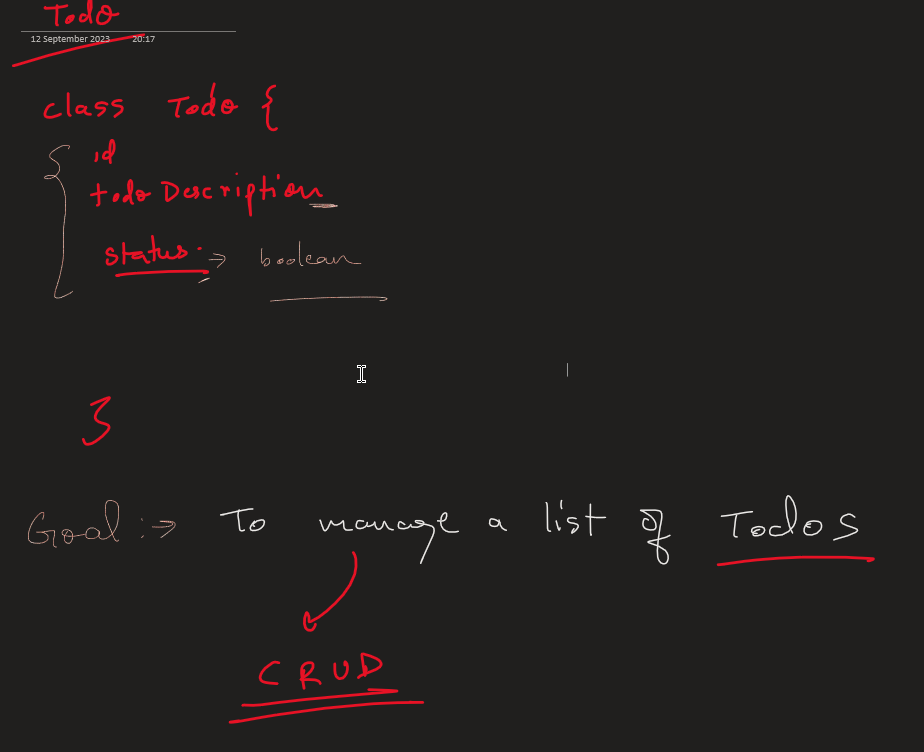 Todo
12 September 2023 20:17
class Todo {
id
todo Description
status. → boolean
}
Goal :→ To manage a list of Todos
CRUD